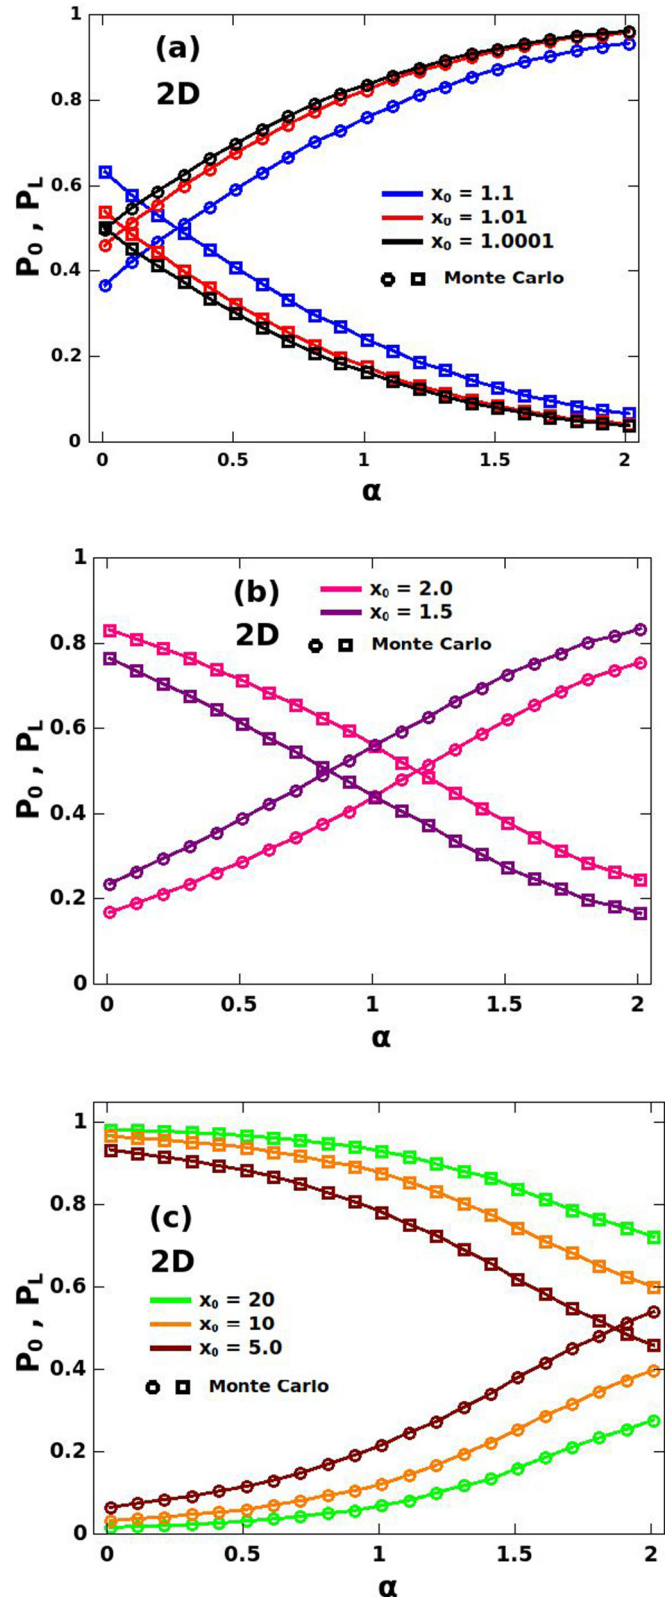 (a)
2D
1
0.8
0.6
0.4
0.2
0
P₀ , P_L
x₀ = 1.1
x₀ = 1.01
x₀ = 1.0001
Monte Carlo
0 0.5 1 1.5 2
α
(b)
2D
1
0.8
0.6
0.4
0.2
0
P₀ , P_L
x₀ = 2.0
x₀ = 1.5
Monte Carlo
0 0.5 1 1.5 2
α
1
0.8
0.6
0.4
0.2
0
P₀ , P_L
(c)
2D
x₀ = 20
x₀ = 10
x₀ = 5.0
Monte Carlo
0 0.5 1 1.5 2
α